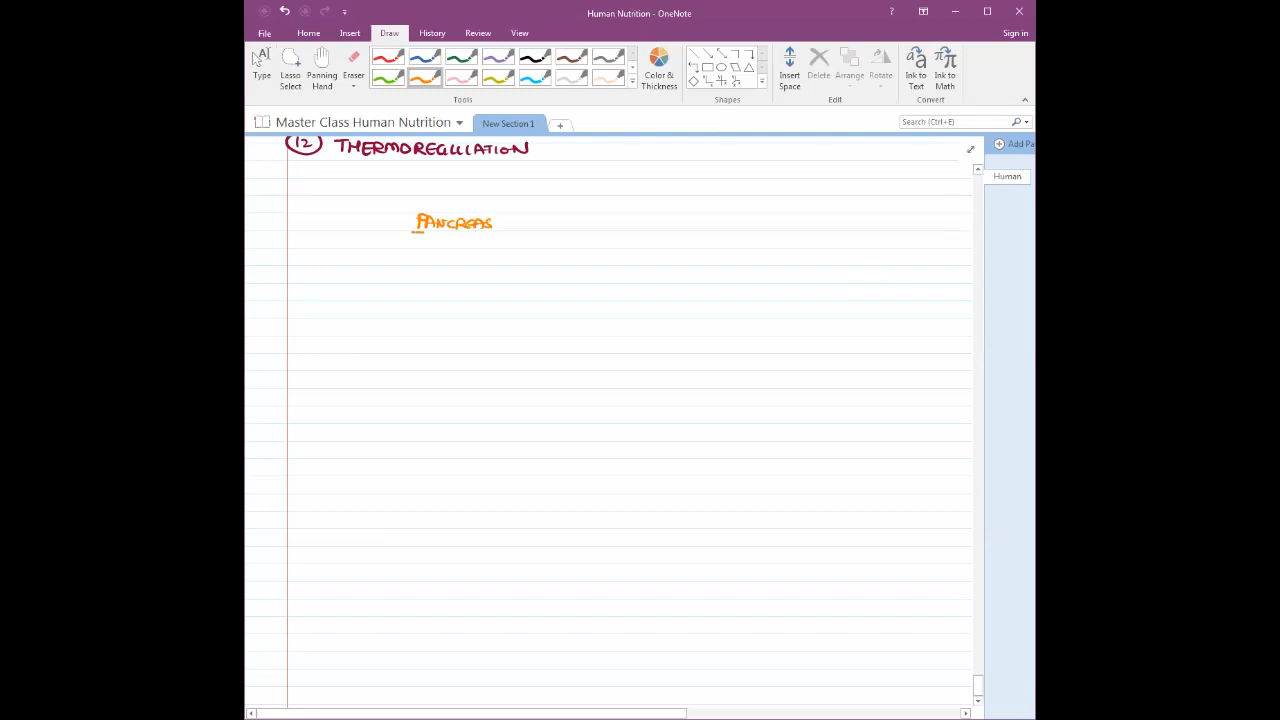 Human Nutrition - OneNote
?
File Home Insert Draw History Review View Sign in
Type Lasso Select Panning Hand Eraser Color & Thickness Insert Space Delete Arrange Rotate Ink to Text Ink to Math
Tools Shapes Edit Convert
Master Class Human Nutrition New Section 1 Search (Ctrl+E)
12 THERMOREGULATION
Add Pa
Human
PANCREAS